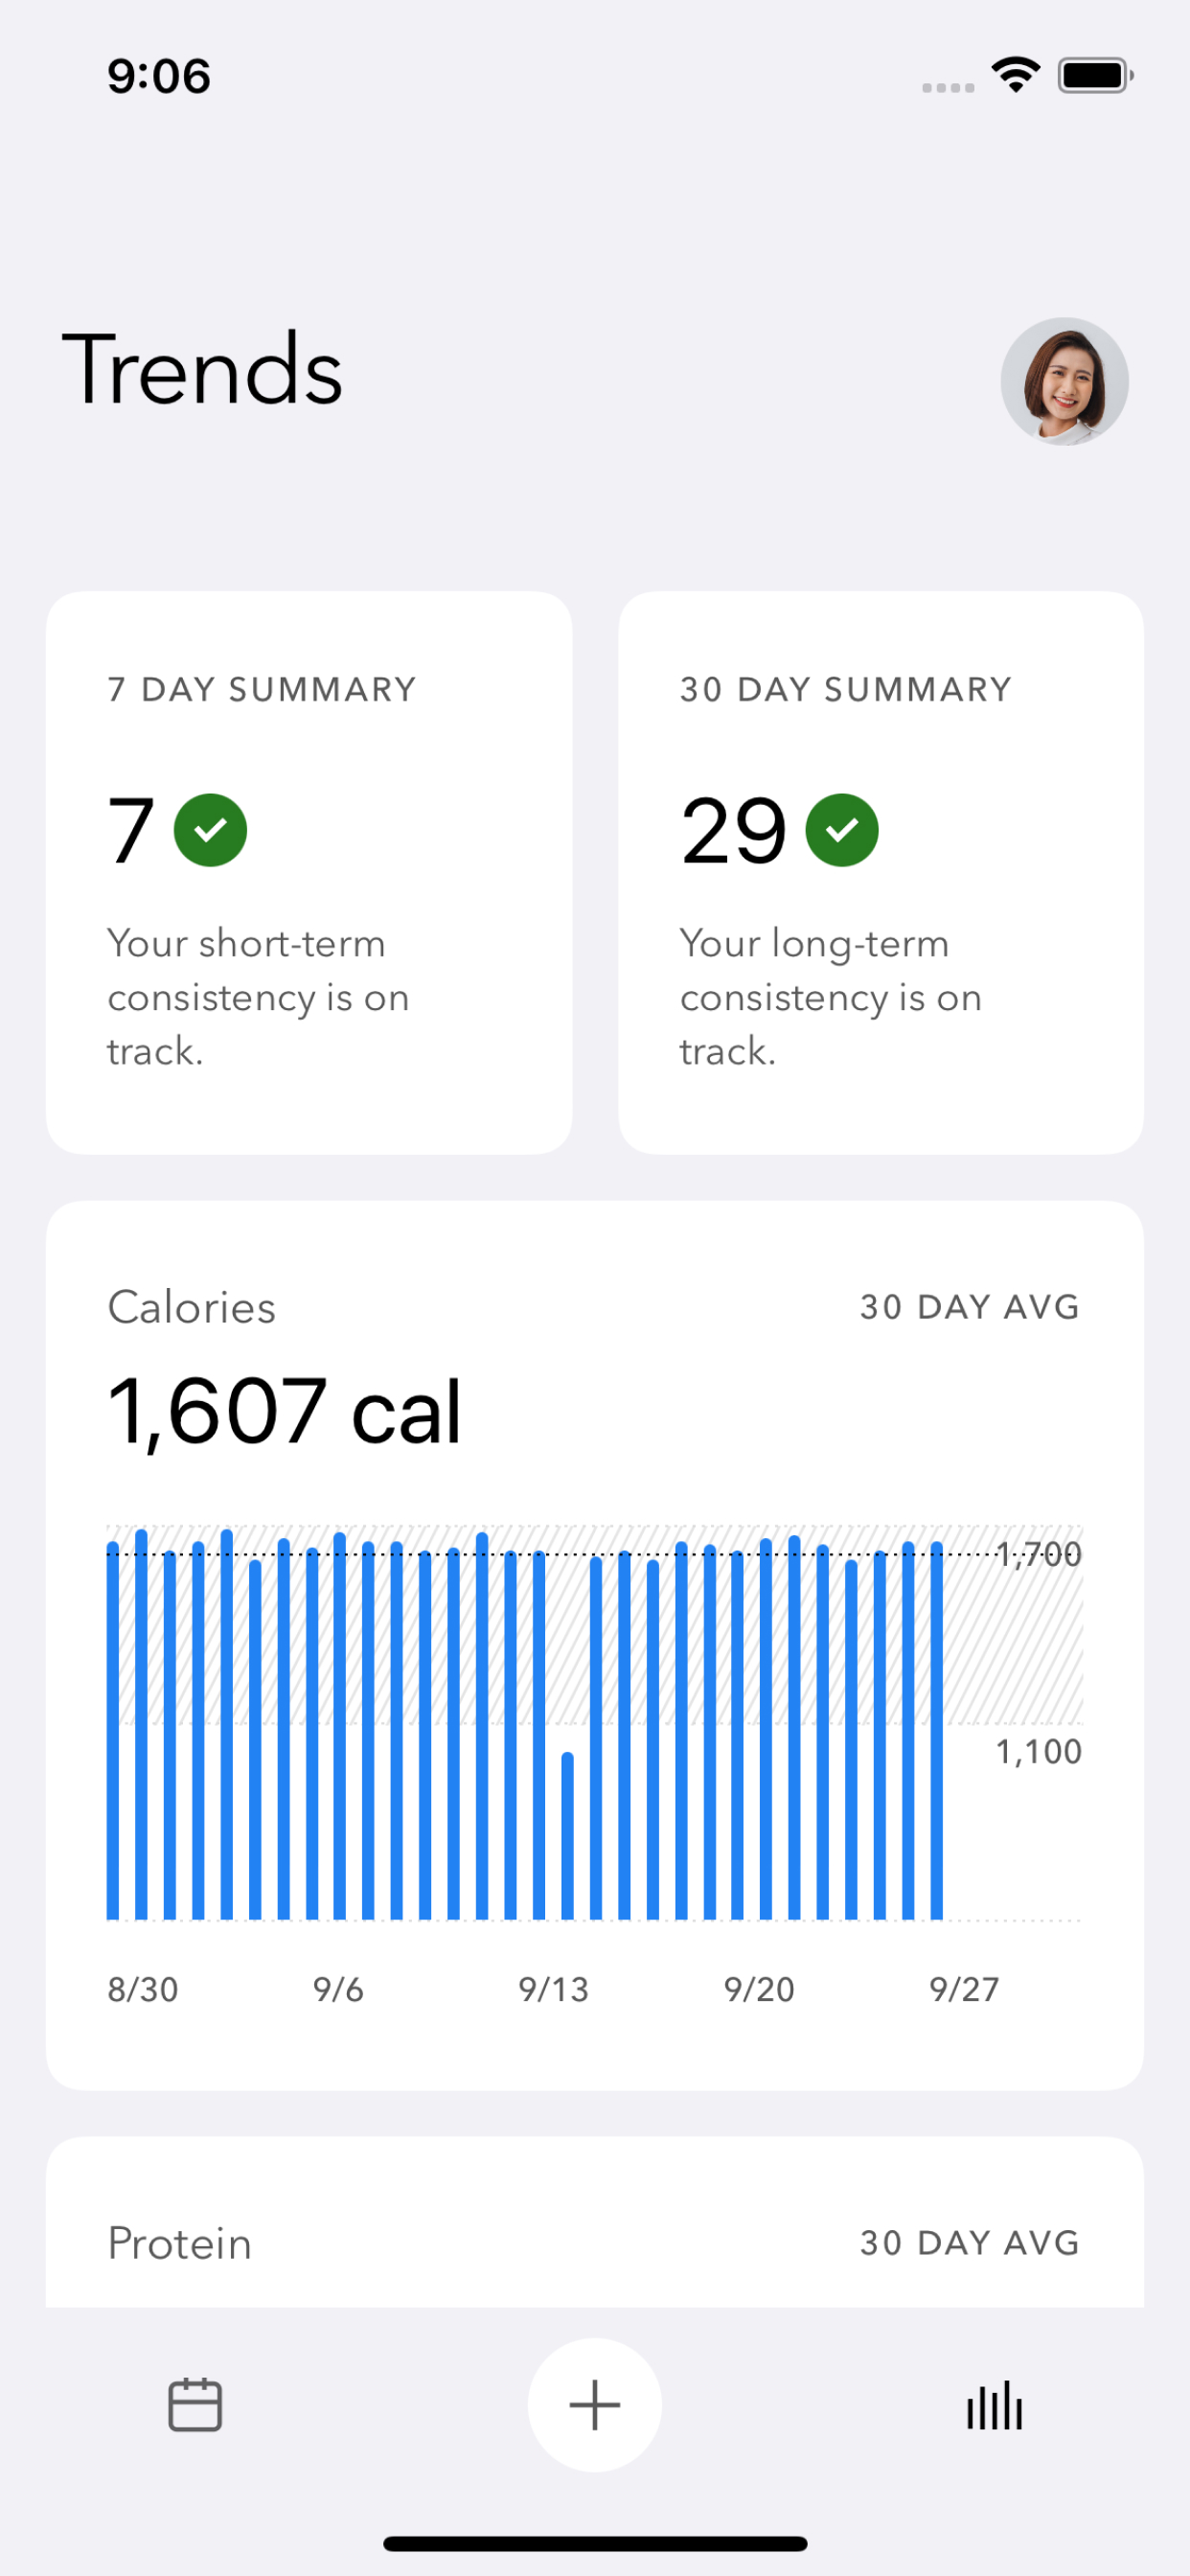 9:06
Trends
7 DAY SUMMARY
7
Your short-term
consistency is on
track.
30 DAY SUMMARY
29
Your long-term
consistency is on
track.
Calories
30 DAY AVG
1,607 cal
1,700
1,100
8/30 9/6 9/13 9/20 9/27
Protein
30 DAY AVG